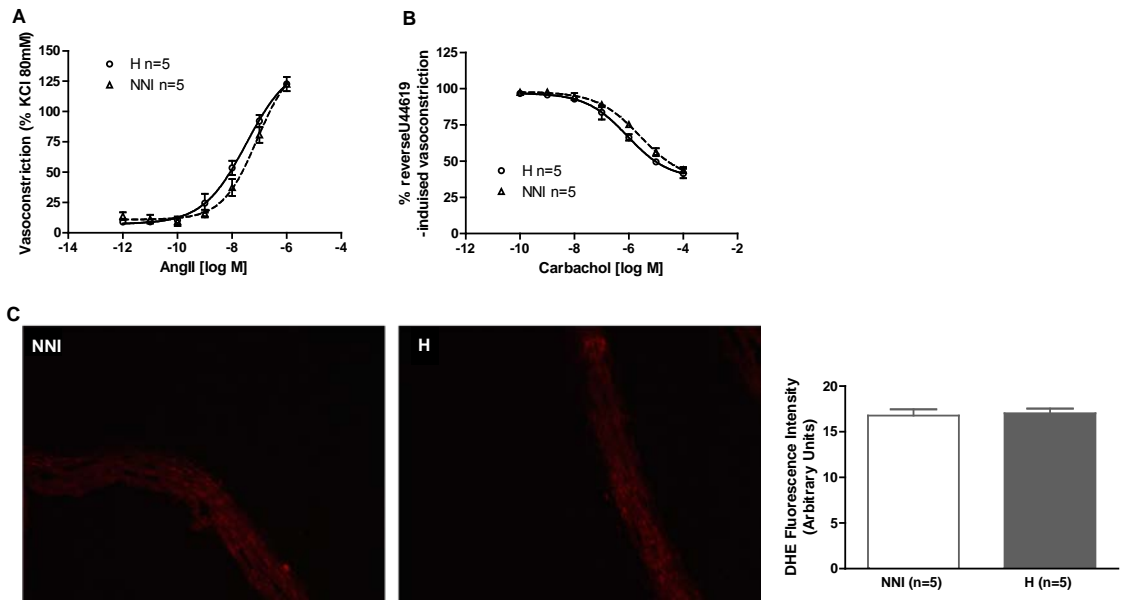 A
Vasoconstriction (% KCl 80mM)
150
125
100
75
50
25
0
H n=5
NNI n=5
-14
-12
-10
-8
-6
-4
AngII [log M]
B
% reverseU44619
-induised vasoconstriction
125
100
75
50
25
0
H n=5
NNI n=5
-12
-10
-8
-6
-4
-2
Carbachol [log M]
C
NNI
H
DHE Fluorescence Intensity
(Arbitrary Units)
20
15
10
5
0
NNI (n=5)
H (n=5)